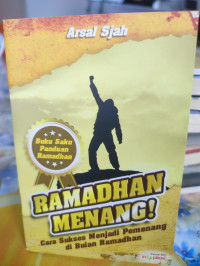 Arsal Sjah
Buku Saku
Panduan
Ramadhan
RAMADHAN
MENANG!
Cara Sukses Menjadi Pemenang
di Bulan Ramadhan